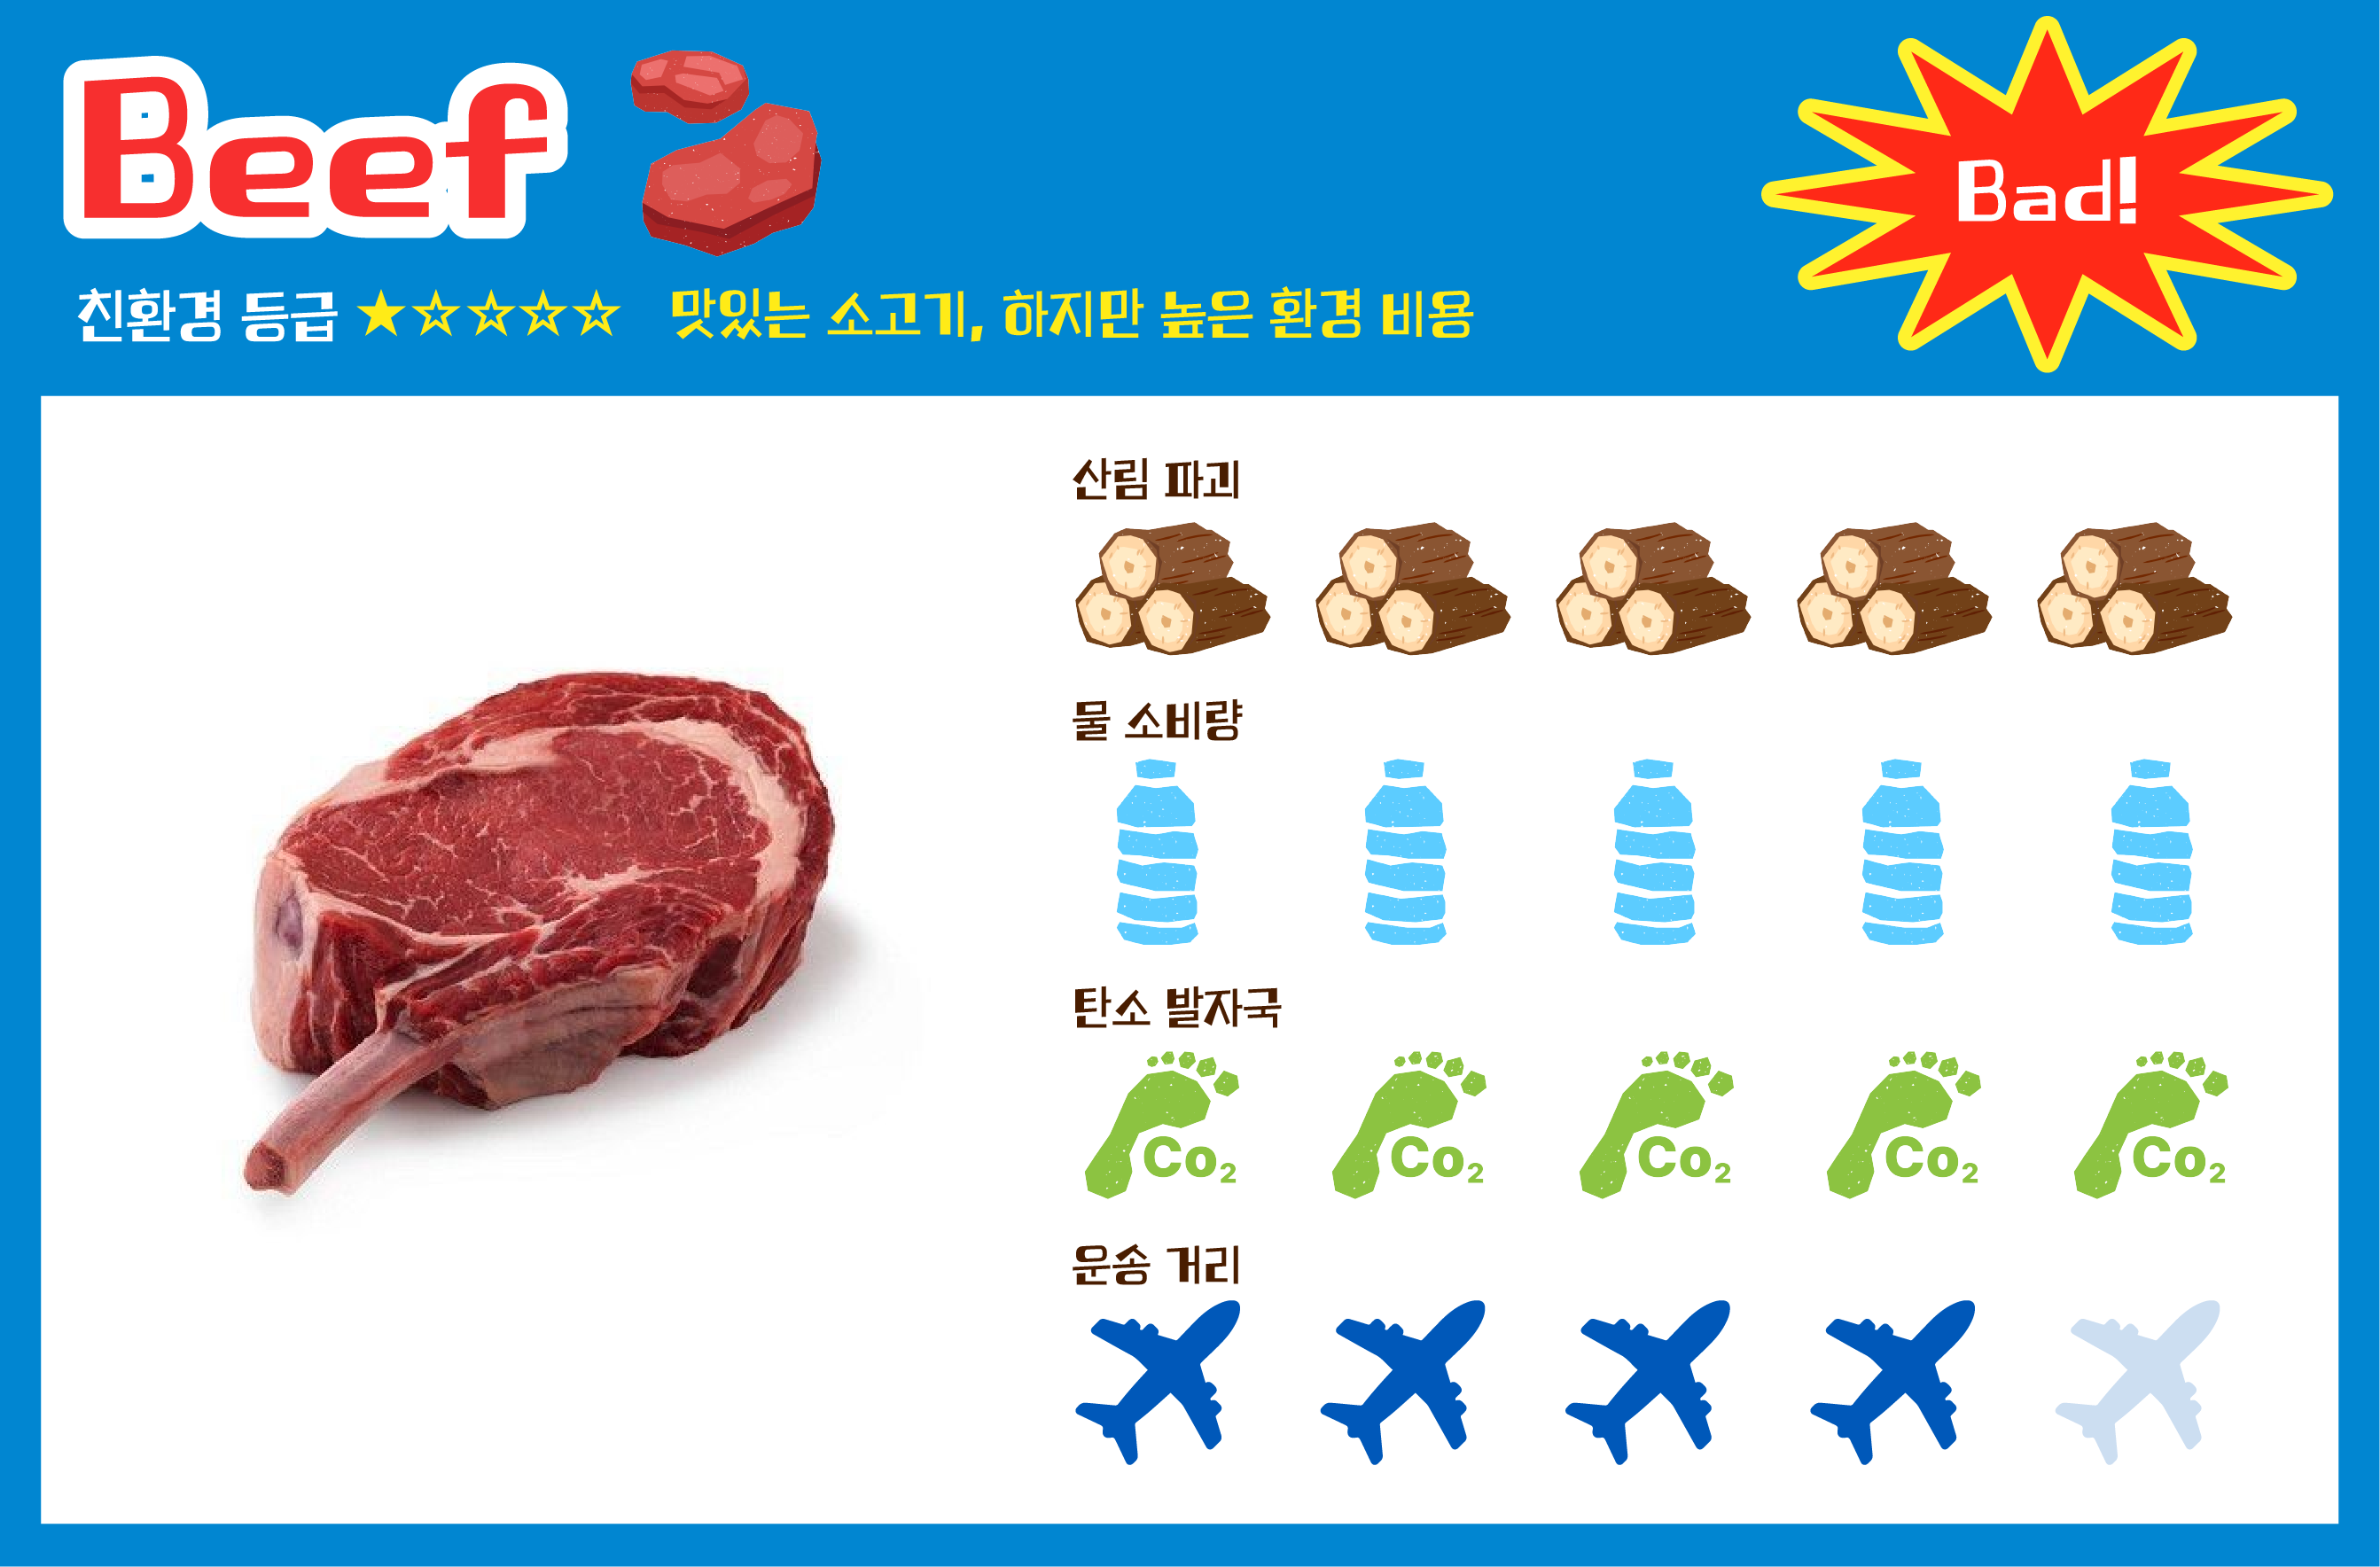 Beef
Bad!
친환경 등급 ★☆☆☆☆ 맛있는 소고기, 하지만 높은 환경 비용
산림 파괴
물 소비량
탄소 발자국
Co₂ Co₂ Co₂ Co₂ Co₂
운송 거리